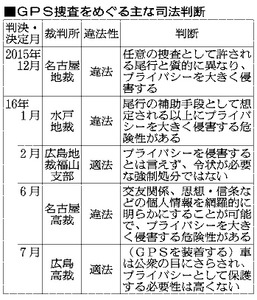 ■GPS捜査をめぐる主な司法判断
判決・
決定月
裁判所
違法性
判断
2015年
12月
名古屋
地裁
違法
任意の捜査として許され
る尾行と質的に異なり、
プライバシーを大きく侵
害する
16年
1月
水戸
地裁
違法
尾行の補助手段として想
定される以上にプライバ
シーを大きく侵害する危
険性がある
2月
広島地
裁福山
支部
適法
プライバシーを侵害する
とは言えず、令状が必要
な強制処分ではない
6月
名古屋
高裁
違法
交友関係、思想・信条な
どの個人情報を網羅的に
明らかにすることが可能
で、プライバシーを大き
く侵害する危険性がある
7月
広島
高裁
適法
(GPSを装着する)車
は公衆の目にさらされ、
プライバシーとして保護
する必要性は高くない